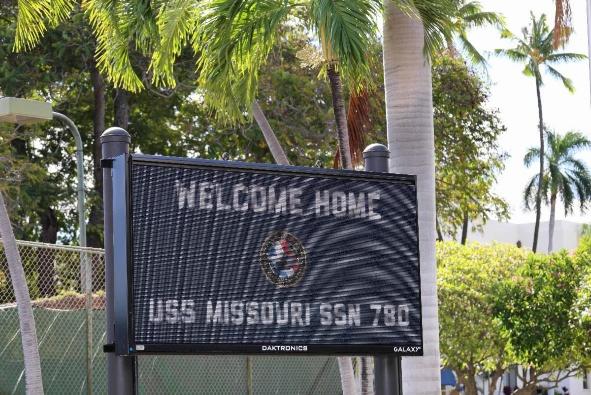 WELCOME HOME
USS MISSOURI SSN 780
DAKTRONICS GALAXY